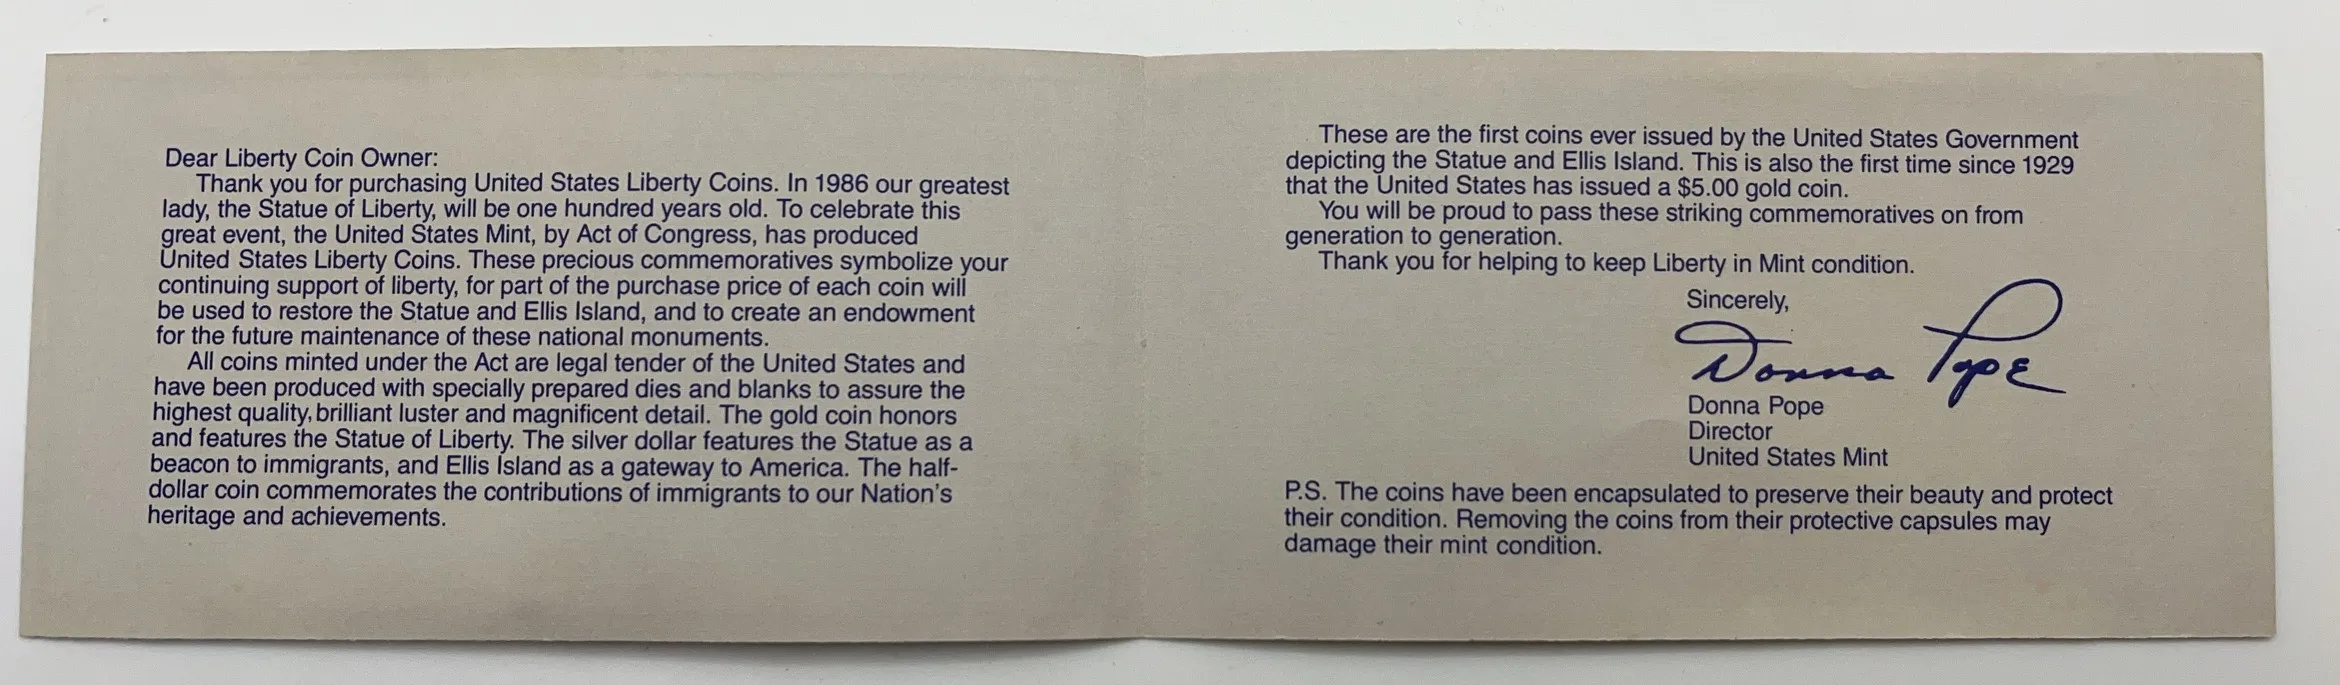 Dear Liberty Coin Owner:
Thank you for purchasing United States Liberty Coins. In 1986 our greatest
lady, the Statue of Liberty, will be one hundred years old. To celebrate this
great event, the United States Mint, by Act of Congress, has produced
United States Liberty Coins. These precious commemoratives symbolize your
continuing support of liberty, for part of the purchase price of each coin will
be used to restore the Statue and Ellis Island, and to create an endowment
for the future maintenance of these national monuments.
All coins minted under the Act are legal tender of the United States and
have been produced with specially prepared dies and blanks to assure the
highest quality, brilliant luster and magnificent detail. The gold coin honors
and features the Statue of Liberty. The silver dollar features the Statue as a
beacon to immigrants, and Ellis Island as a gateway to America. The half-
dollar coin commemorates the contributions of immigrants to our Nation's
heritage and achievements.
These are the first coins ever issued by the United States Government
depicting the Statue and Ellis Island. This is also the first time since 1929
that the United States has issued a $5.00 gold coin.
You will be proud to pass these striking commemoratives on from
generation to generation.
Thank you for helping to keep Liberty in Mint condition.
Sincerely,
Donna Pope
Donna Pope
Director
United States Mint
P.S. The coins have been encapsulated to preserve their beauty and protect
their condition. Removing the coins from their protective capsules may
damage their mint condition.